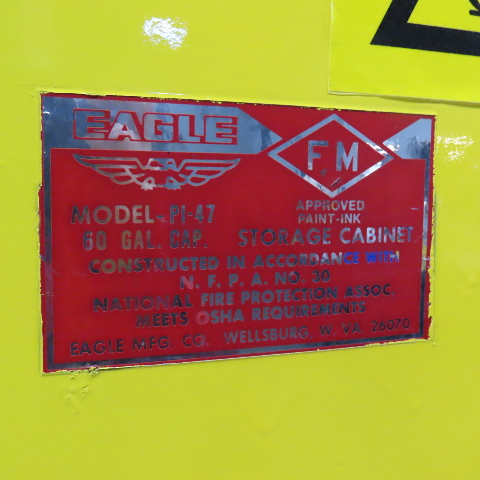 EAGLE
FM
MODEL-PI-47
60 GAL. CAP.
APPROVED
PAINT-INK
STORAGE CABINET
CONSTRUCTED IN ACCORDANCE WITH
N. F. P. A. NO. 30
NATIONAL FIRE PROTECTION ASSOC.
MEETS OSHA REQUIREMENTS
EAGLE MFG. CO. WELLSBURG, W. VA. 26070